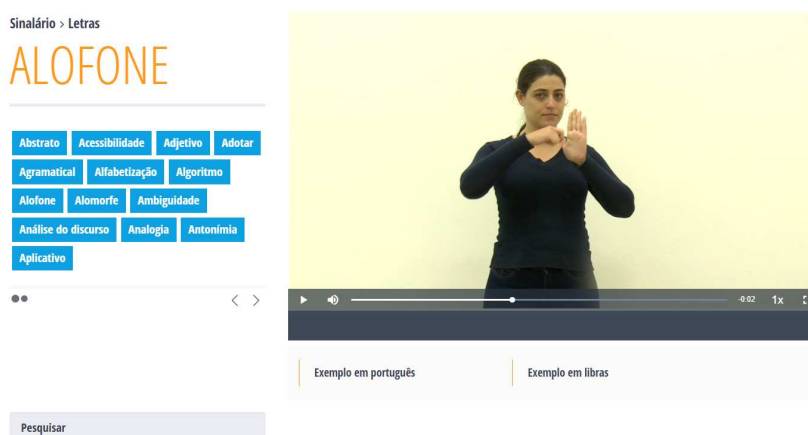 Sinalário > Letras
ALOFONE
Abstrato Acessibilidade Adjetivo Adotar
Agramatical Alfabetização Algoritmo
Alofone Alomorfe Ambiguidade
Análise do discurso Analogia Antonímia
Aplicativo
-0:02 1x
Exemplo em português Exemplo em libras
Pesquisar